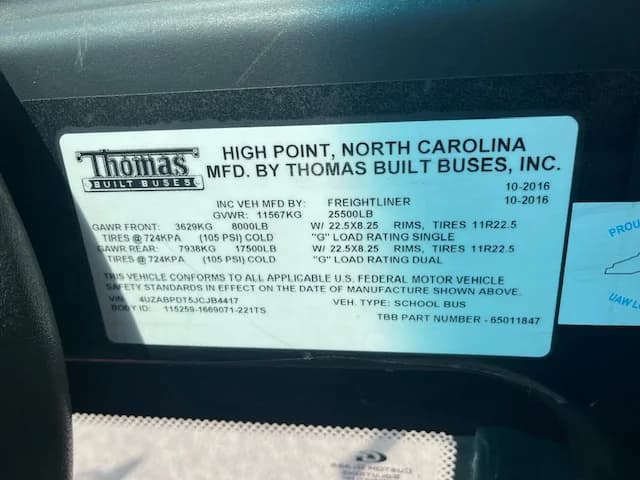 Thomas
BUILT BUSES
HIGH POINT, NORTH CAROLINA
MFD. BY THOMAS BUILT BUSES, INC.
10-2016
INC VEH MFD BY: FREIGHTLINER 10-2016
GVWR: 11567KG 25500LB
GAWR FRONT: 3629KG 8000LB W/ 22.5X8.25 RIMS, TIRES 11R22.5
TIRES @ 724KPA (105 PSI) COLD "G" LOAD RATING SINGLE
GAWR REAR: 7938KG 17500LB W/ 22.5X8.25 RIMS, TIRES 11R22.5
TIRES @ 724KPA (105 PSI) COLD "G" LOAD RATING DUAL
THIS VEHICLE CONFORMS TO ALL APPLICABLE U.S. FEDERAL MOTOR VEHICLE
SAFETY STANDARDS IN EFFECT ON THE DATE OF MANUFACTURE SHOWN ABOVE.
VIN 4UZABPDT5JCJB4417 VEH. TYPE: SCHOOL BUS
BODY ID: 115259-1669071-221TS TBB PART NUMBER - 65011847
PROU
UAW L